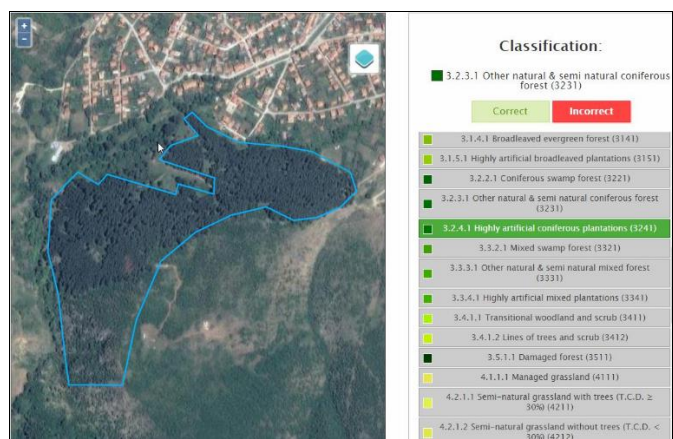 +
−
Classification:
3.2.3.1 Other natural & semi natural coniferous
forest (3231)
Correct
Incorrect
3.1.4.1 Broadleaved evergreen forest (3141)
3.1.5.1 Highly artificial broadleaved plantations (3151)
3.2.2.1 Coniferous swamp forest (3221)
3.2.3.1 Other natural & semi natural coniferous forest
(3231)
3.2.4.1 Highly artificial coniferous plantations (3241)
3.3.2.1 Mixed swamp forest (3321)
3.3.3.1 Other natural & semi natural mixed forest
(3331)
3.3.4.1 Highly artificial mixed plantations (3341)
3.4.1.1 Transitional woodland and scrub (3411)
3.4.1.2 Lines of trees and scrub (3412)
3.5.1.1 Damaged forest (3511)
4.1.1.1 Managed grassland (4111)
4.2.1.1 Semi-natural grassland with trees (T.C.D. ≥
30%) (4211)
4.2.1.2 Semi-natural grassland without trees (T.C.D. <
30%) (4212)